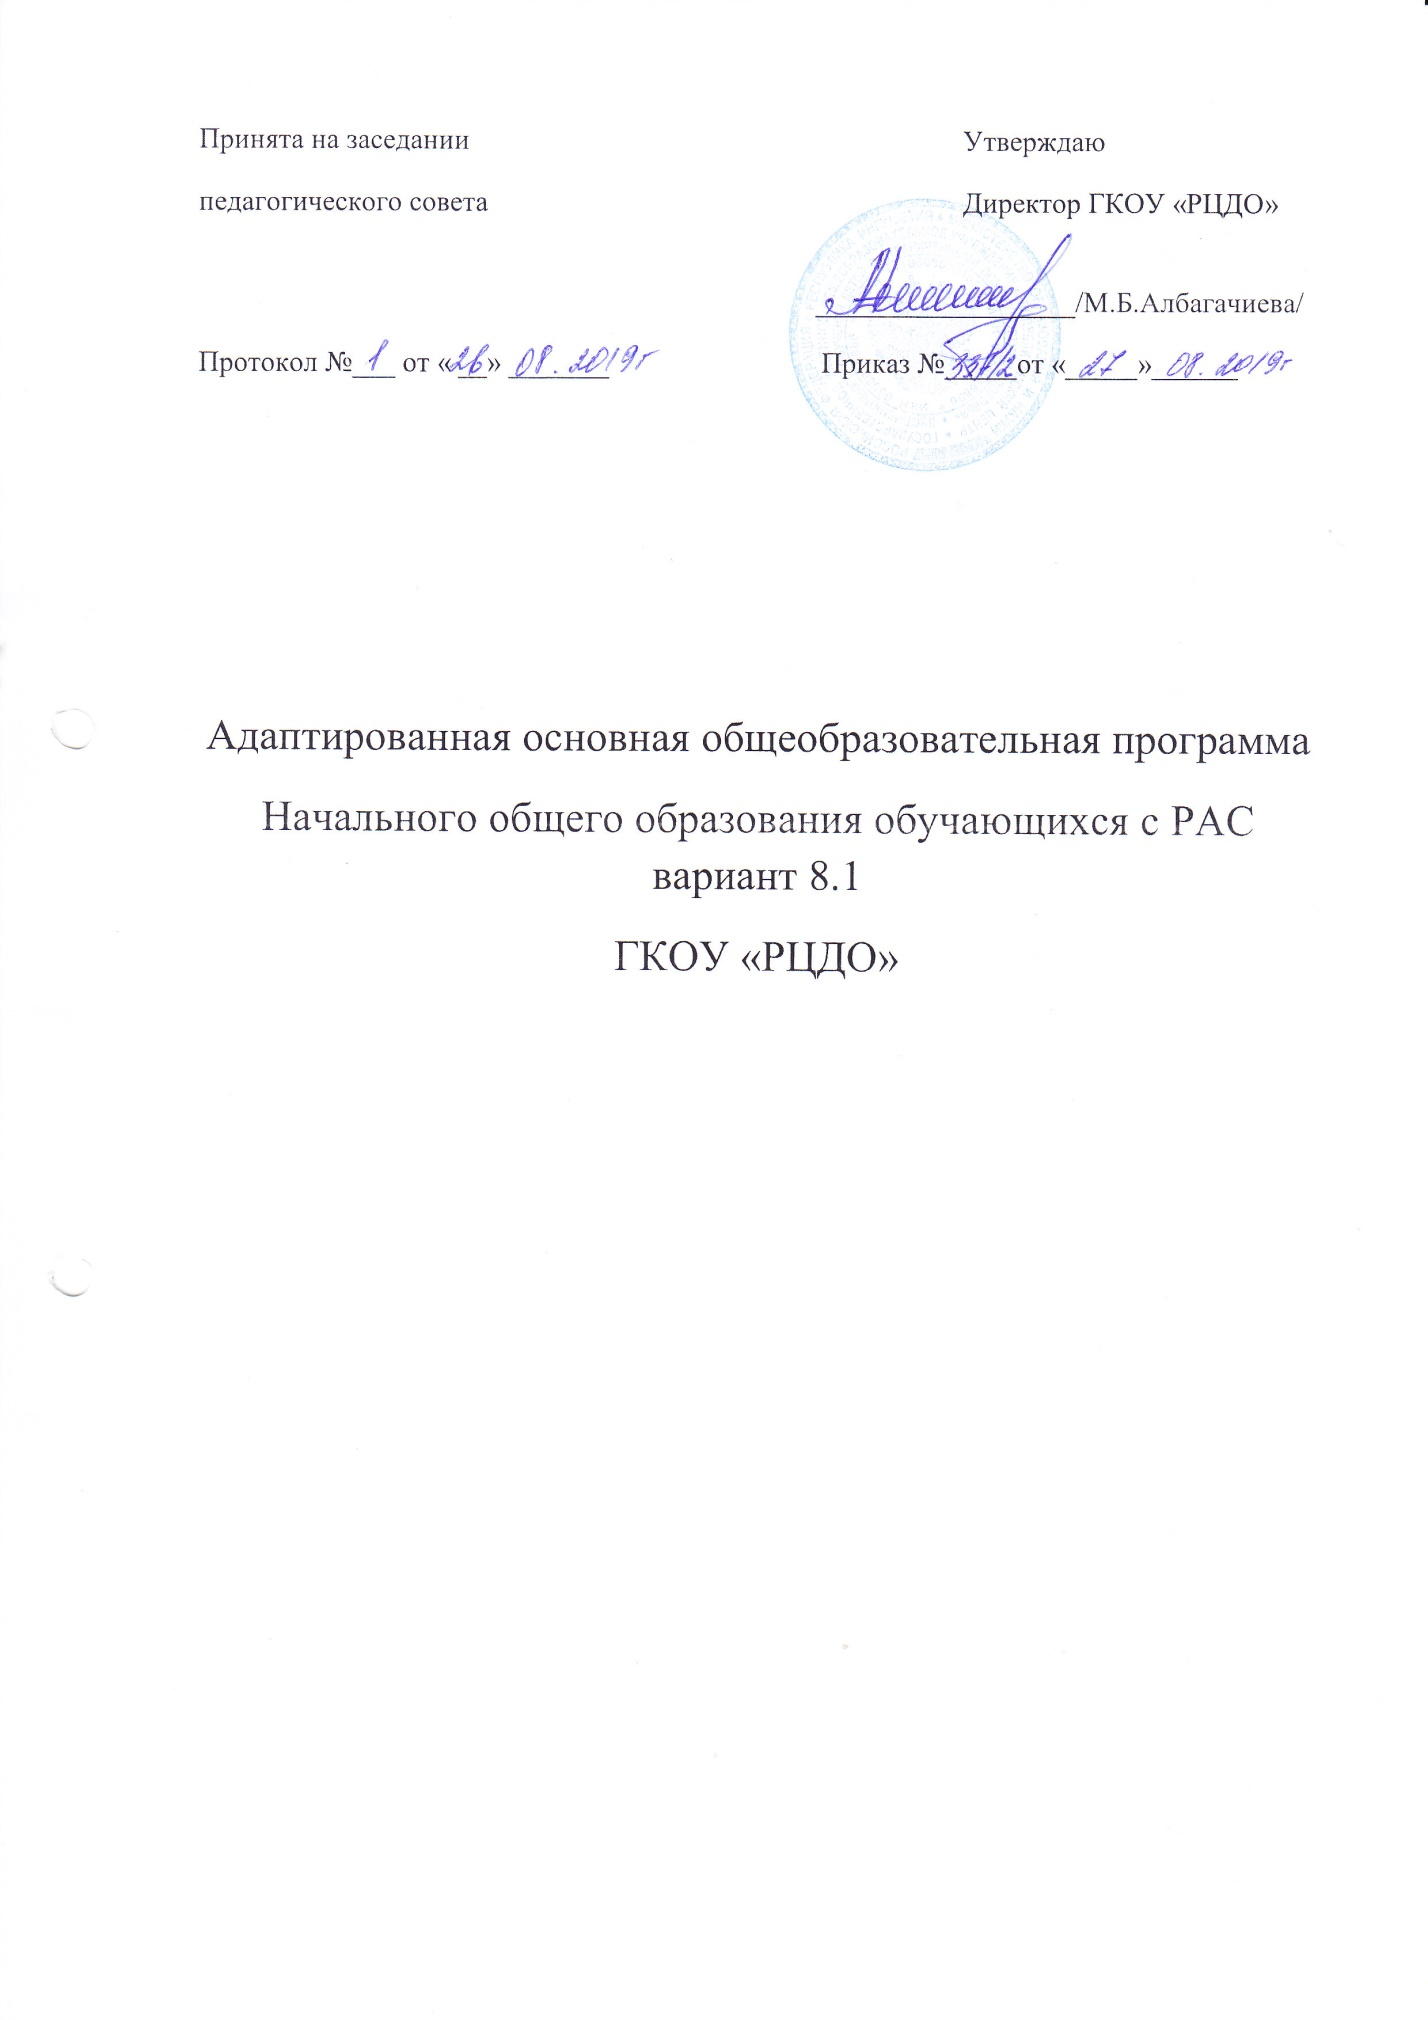 Принята на заседании
педагогического совета
Протокол № 1 от «26» 08. 2019г
Утверждаю
Директор ГКОУ «РЦДО»
/М.Б.Албагачиева/
Приказ № от «27» 08. 2019г
Адаптированная основная общеобразовательная программа
Начального общего образования обучающихся с РАС
вариант 8.1
ГКОУ «РЦДО»